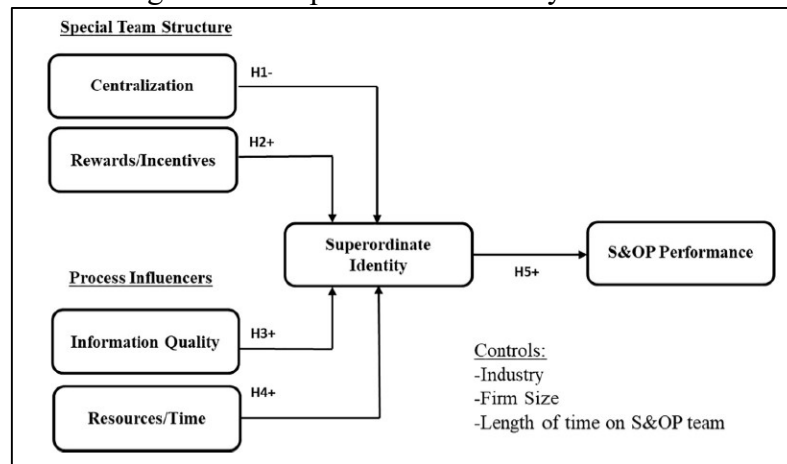 Special Team Structure
Centralization
H1-
Rewards/Incentives
H2+
Superordinate
Identity
H5+
S&OP Performance
Process Influencers
Information Quality
H3+
Resources/Time
H4+
Controls:
-Industry
-Firm Size
-Length of time on S&OP team